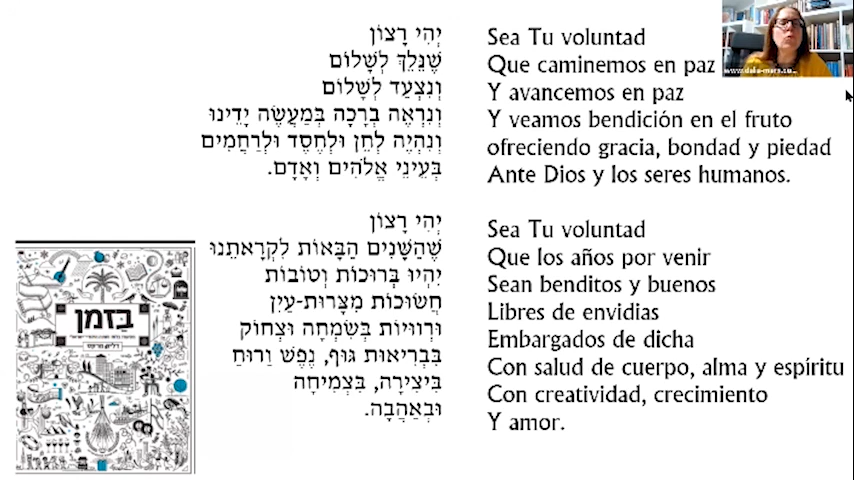 יְהִי רָצוֹן
שֶׁנֵּלֵךְ לְשָׁלוֹם
וְנִצְעַד לְשָׁלוֹם
וְנִרְאֶה בְרָכָה בְּמַעֲשֵׂה יָדֵינוּ
וְנִהְיֶה לְחֵן וּלְחֶסֶד וּלְרַחֲמִים
בְּעֵינֵי אֱלֹהִים וְאָדָם.
יְהִי רָצוֹן
שֶׁהַשָּׁנִים הַבָּאוֹת לִקְרָאתֵנוּ
יִהְיוּ בְּרוּכוֹת וְטוֹבוֹת
חֲשׂוּכוֹת מִצָּרוּת-עַיִן
וּרְווּיוֹת בְּשִׂמְחָה וּצְחוֹק
בִּבְרִיאוּת גּוּף, נֶפֶשׁ וְרוּחַ
בִּיצִירָה, בִּצְמִיחָה
וּבְאַהֲבָה.
Sea Tu voluntad
Que caminemos en paz
Y avancemos en paz
Y veamos bendición en el fruto
ofreciendo gracia, bondad y piedad
Ante Dios y los seres humanos.
Sea Tu voluntad
Que los años por venir
Sean benditos y buenos
Libres de envidias
Embargados de dicha
Con salud de cuerpo, alma y espíritu
Con creatividad, crecimiento
Y amor.
בזמן
דליה מרקס